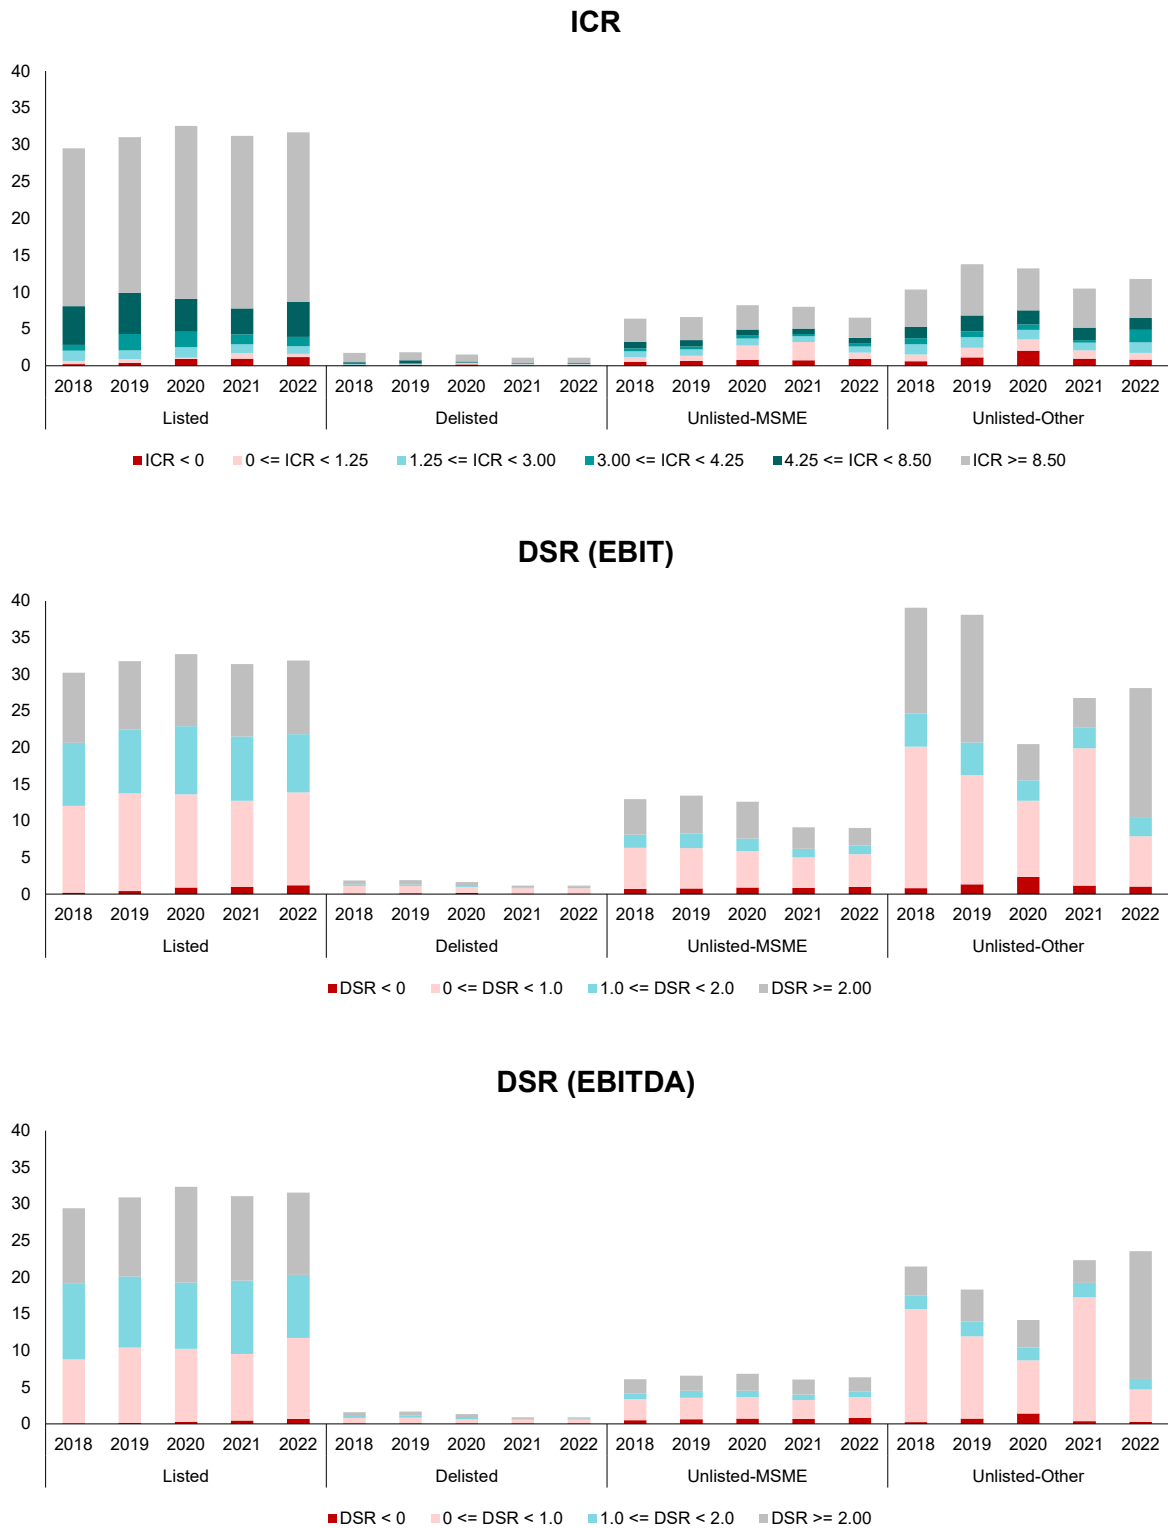 ICR
40
35
30
25
20
15
10
5
0
2018 2019 2020 2021 2022 2018 2019 2020 2021 2022 2018 2019 2020 2021 2022 2018 2019 2020 2021 2022
Listed Delisted Unlisted-MSME Unlisted-Other
ICR < 0 0 <= ICR < 1.25 1.25 <= ICR < 3.00 3.00 <= ICR < 4.25 4.25 <= ICR < 8.50 ICR >= 8.50
DSR (EBIT)
40
35
30
25
20
15
10
5
0
2018 2019 2020 2021 2022 2018 2019 2020 2021 2022 2018 2019 2020 2021 2022 2018 2019 2020 2021 2022
Listed Delisted Unlisted-MSME Unlisted-Other
DSR < 0 0 <= DSR < 1.0 1.0 <= DSR < 2.0 DSR >= 2.00
DSR (EBITDA)
40
35
30
25
20
15
10
5
0
2018 2019 2020 2021 2022 2018 2019 2020 2021 2022 2018 2019 2020 2021 2022 2018 2019 2020 2021 2022
Listed Delisted Unlisted-MSME Unlisted-Other
DSR < 0 0 <= DSR < 1.0 1.0 <= DSR < 2.0 DSR >= 2.00